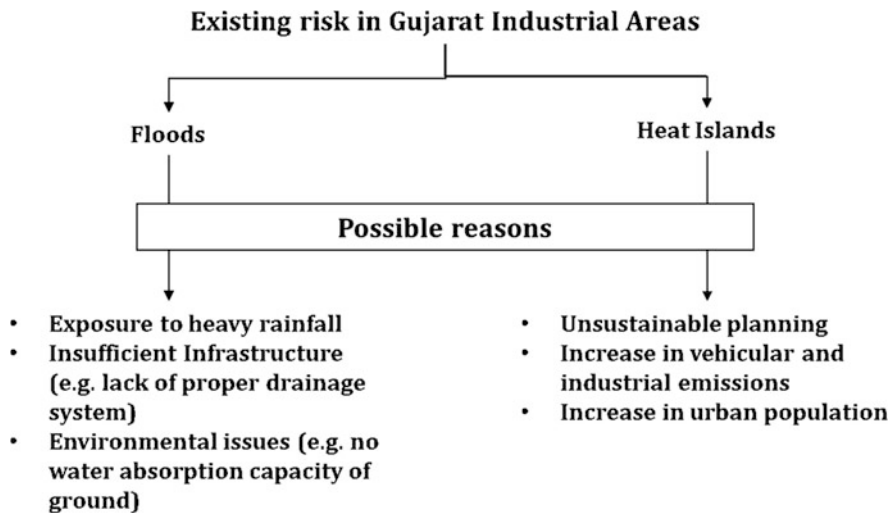 Existing risk in Gujarat Industrial Areas
Floods
Heat Islands
Possible reasons
• Exposure to heavy rainfall
• Insufficient Infrastructure
(e.g. lack of proper drainage
system)
• Environmental issues (e.g. no
water absorption capacity of
ground)
• Unsustainable planning
• Increase in vehicular and
industrial emissions
• Increase in urban population